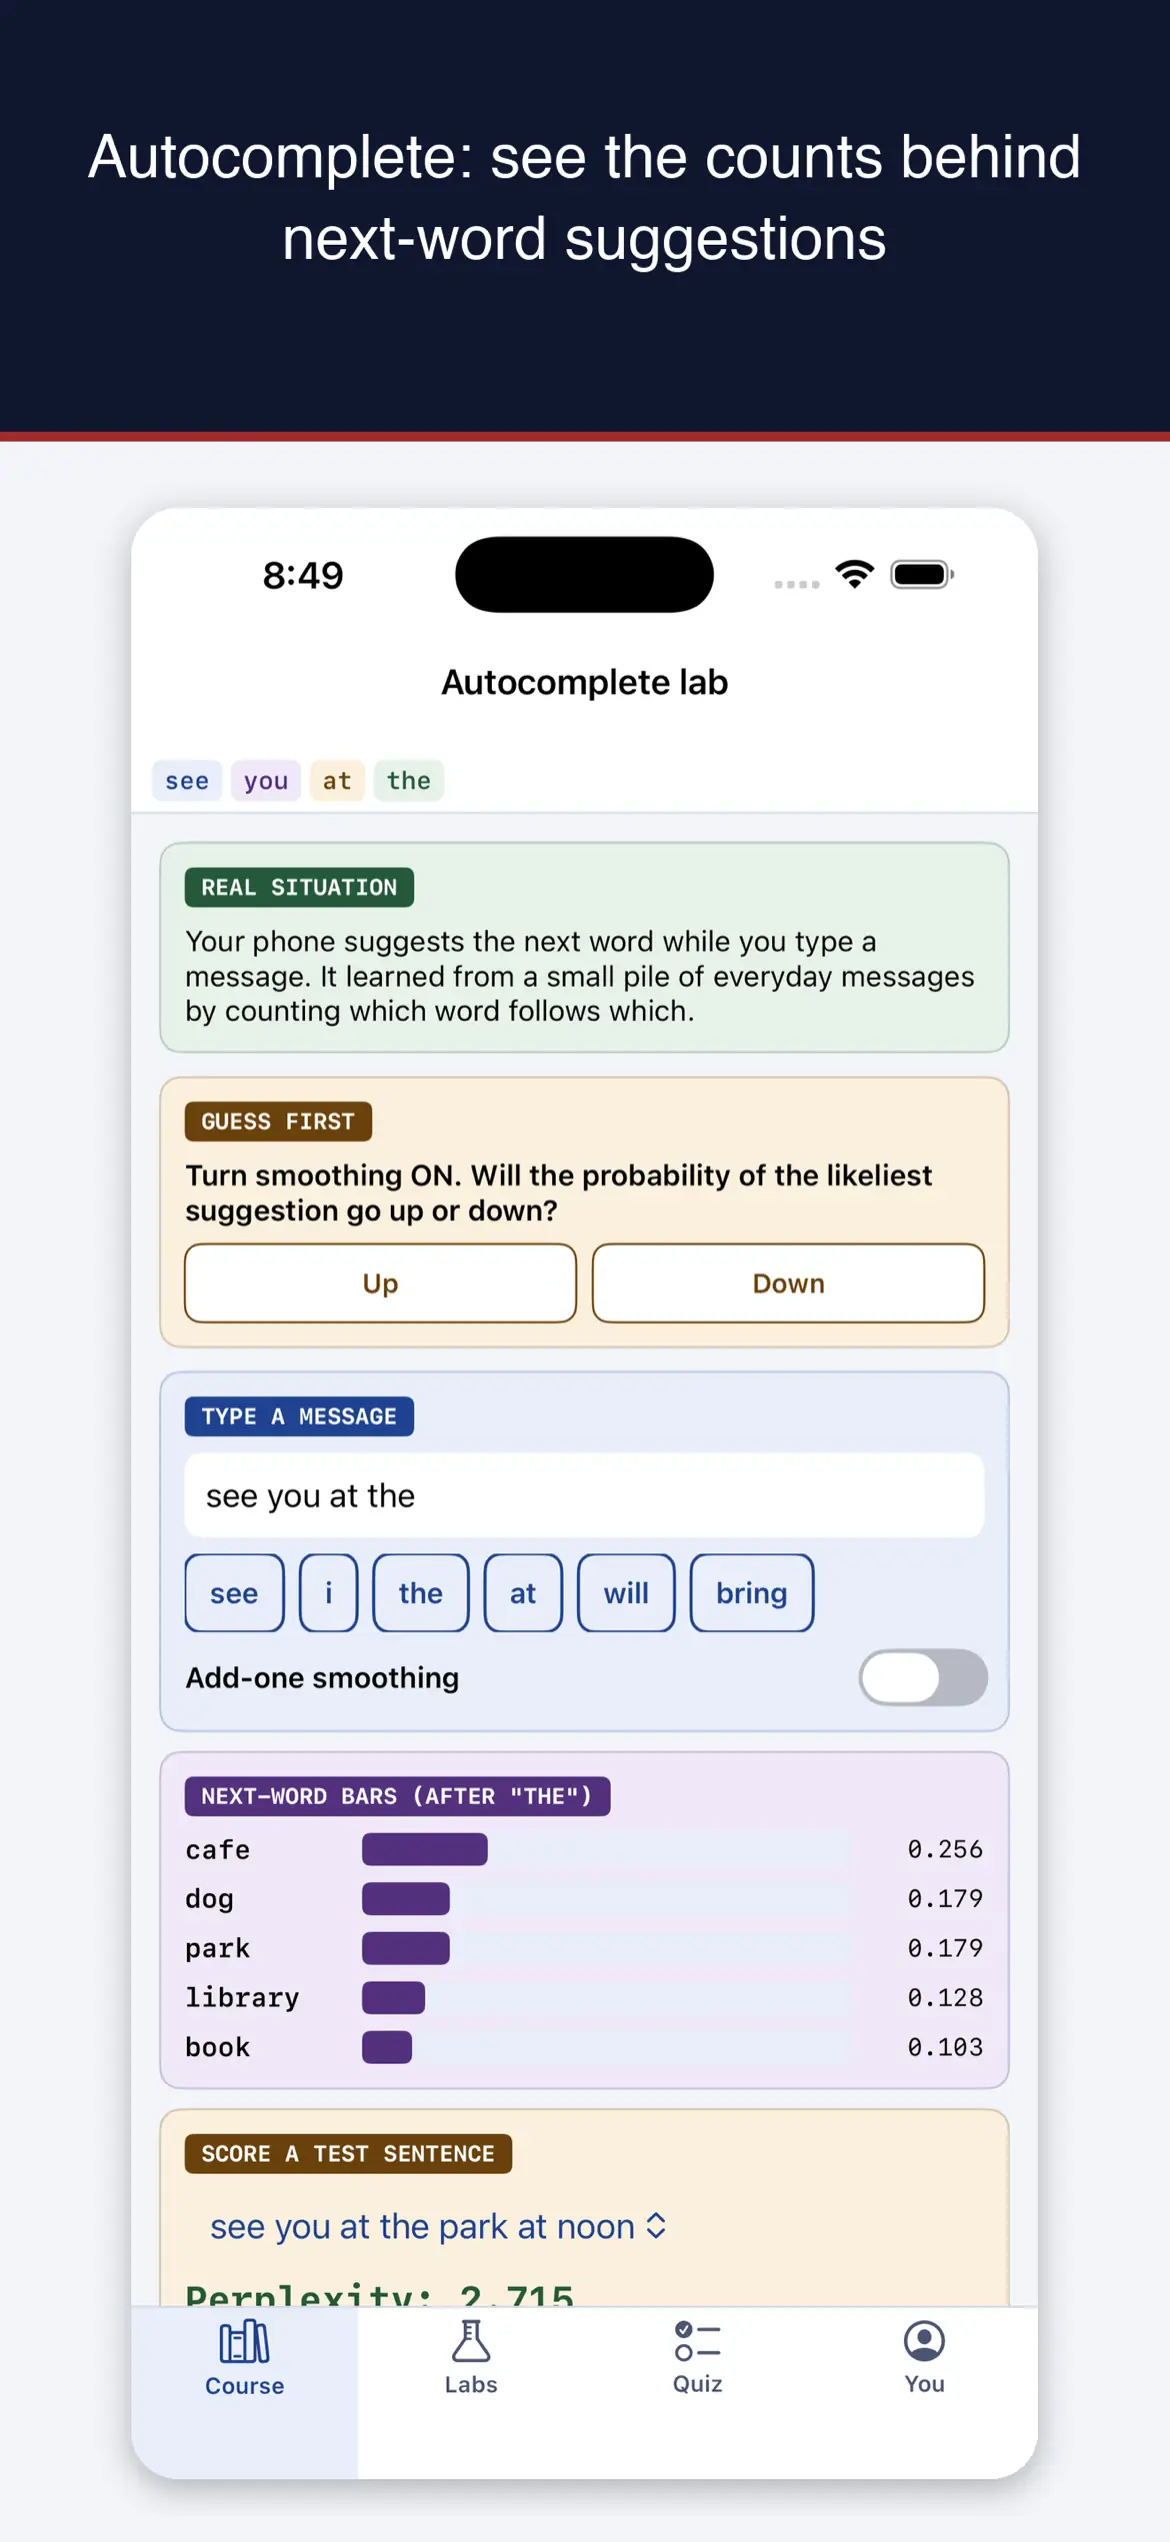 Autocomplete: see the counts behind
next-word suggestions
8:49
Autocomplete lab
see you at the
REAL SITUATION
Your phone suggests the next word while you type a
message. It learned from a small pile of everyday messages
by counting which word follows which.
GUESS FIRST
Turn smoothing ON. Will the probability of the likeliest
suggestion go up or down?
Up Down
TYPE A MESSAGE
see you at the
see i the at will bring
Add-one smoothing
NEXT-WORD BARS (AFTER "THE")
cafe 0.256
dog 0.179
park 0.179
library 0.128
book 0.103
SCORE A TEST SENTENCE
see you at the park at noon
Perplexity: 2.715
Course Labs Quiz You